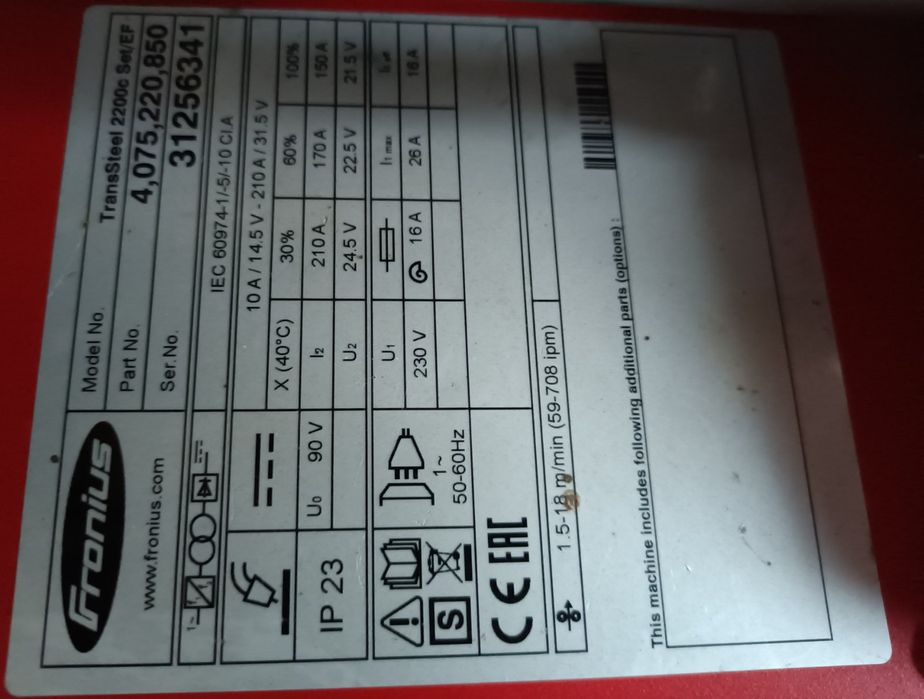 Fronius
www.fronius.com
Model No. TransSteel 2200c Set/EF
Part No. 4,075,220,850
Ser.No. 31256341
1~ IEC 60974-1/-5/-10 Cl.A
10 A / 14.5 V - 210 A / 31.5 V
X (40°C) 30% 60% 100%
U0 90 V I2 210 A 170 A 150 A
IP 23 U2 24.5 V 22.5 V 21.5 V
U1 I1 max I1 eff
1~ 50-60Hz 230 V 16 A 26 A 16 A
S
CE EAC
1.5-18 m/min (59-708 ipm)
This machine includes following additional parts (options) :